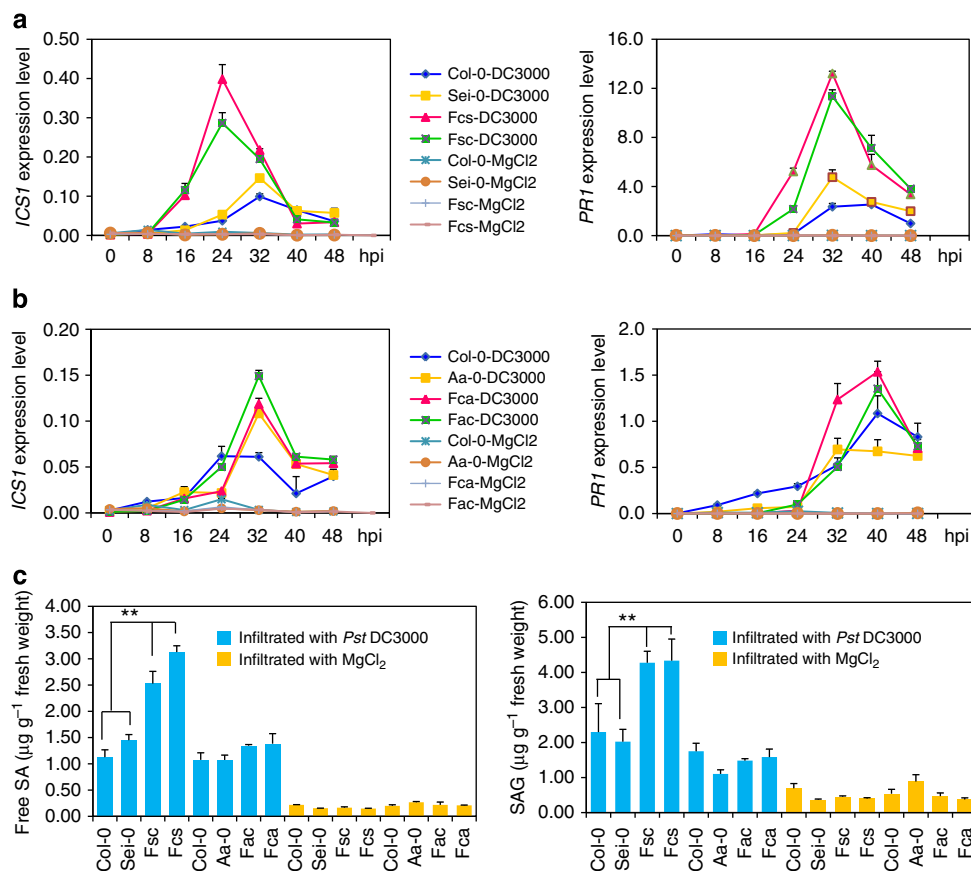 a
ICS1 expression level
0.50
0.40
0.30
0.20
0.10
0.00
0 8 16 24 32 40 48 hpi
Col-0-DC3000
Sei-0-DC3000
Fcs-DC3000
Fsc-DC3000
Col-0-MgCl2
Sei-0-MgCl2
Fsc-MgCl2
Fcs-MgCl2
PR1 expression level
16.0
12.0
8.0
4.0
0.0
0 8 16 24 32 40 48 hpi
b
ICS1 expression level
0.20
0.15
0.10
0.05
0.00
0 8 16 24 32 40 48 hpi
Col-0-DC3000
Aa-0-DC3000
Fca-DC3000
Fac-DC3000
Col-0-MgCl2
Aa-0-MgCl2
Fca-MgCl2
Fac-MgCl2
PR1 expression level
2.0
1.5
1.0
0.5
0.0
0 8 16 24 32 40 48 hpi
c
Free SA (µg g⁻¹ fresh weight)
4.00
3.50
3.00
2.50
2.00
1.50
1.00
0.50
0.00
**
Infiltrated with Pst DC3000
Infiltrated with MgCl₂
Col-0 Sei-0 Fsc Fcs Col-0 Aa-0 Fac Fca Col-0 Sei-0 Fsc Fcs Col-0 Aa-0 Fac Fca
SAG (µg g⁻¹ fresh weight)
6.00
5.00
4.00
3.00
2.00
1.00
0.00
**
Infiltrated with Pst DC3000
Infiltrated with MgCl₂
Col-0 Sei-0 Fsc Fcs Col-0 Aa-0 Fac Fca Col-0 Sei-0 Fsc Fcs Col-0 Aa-0 Fac Fca